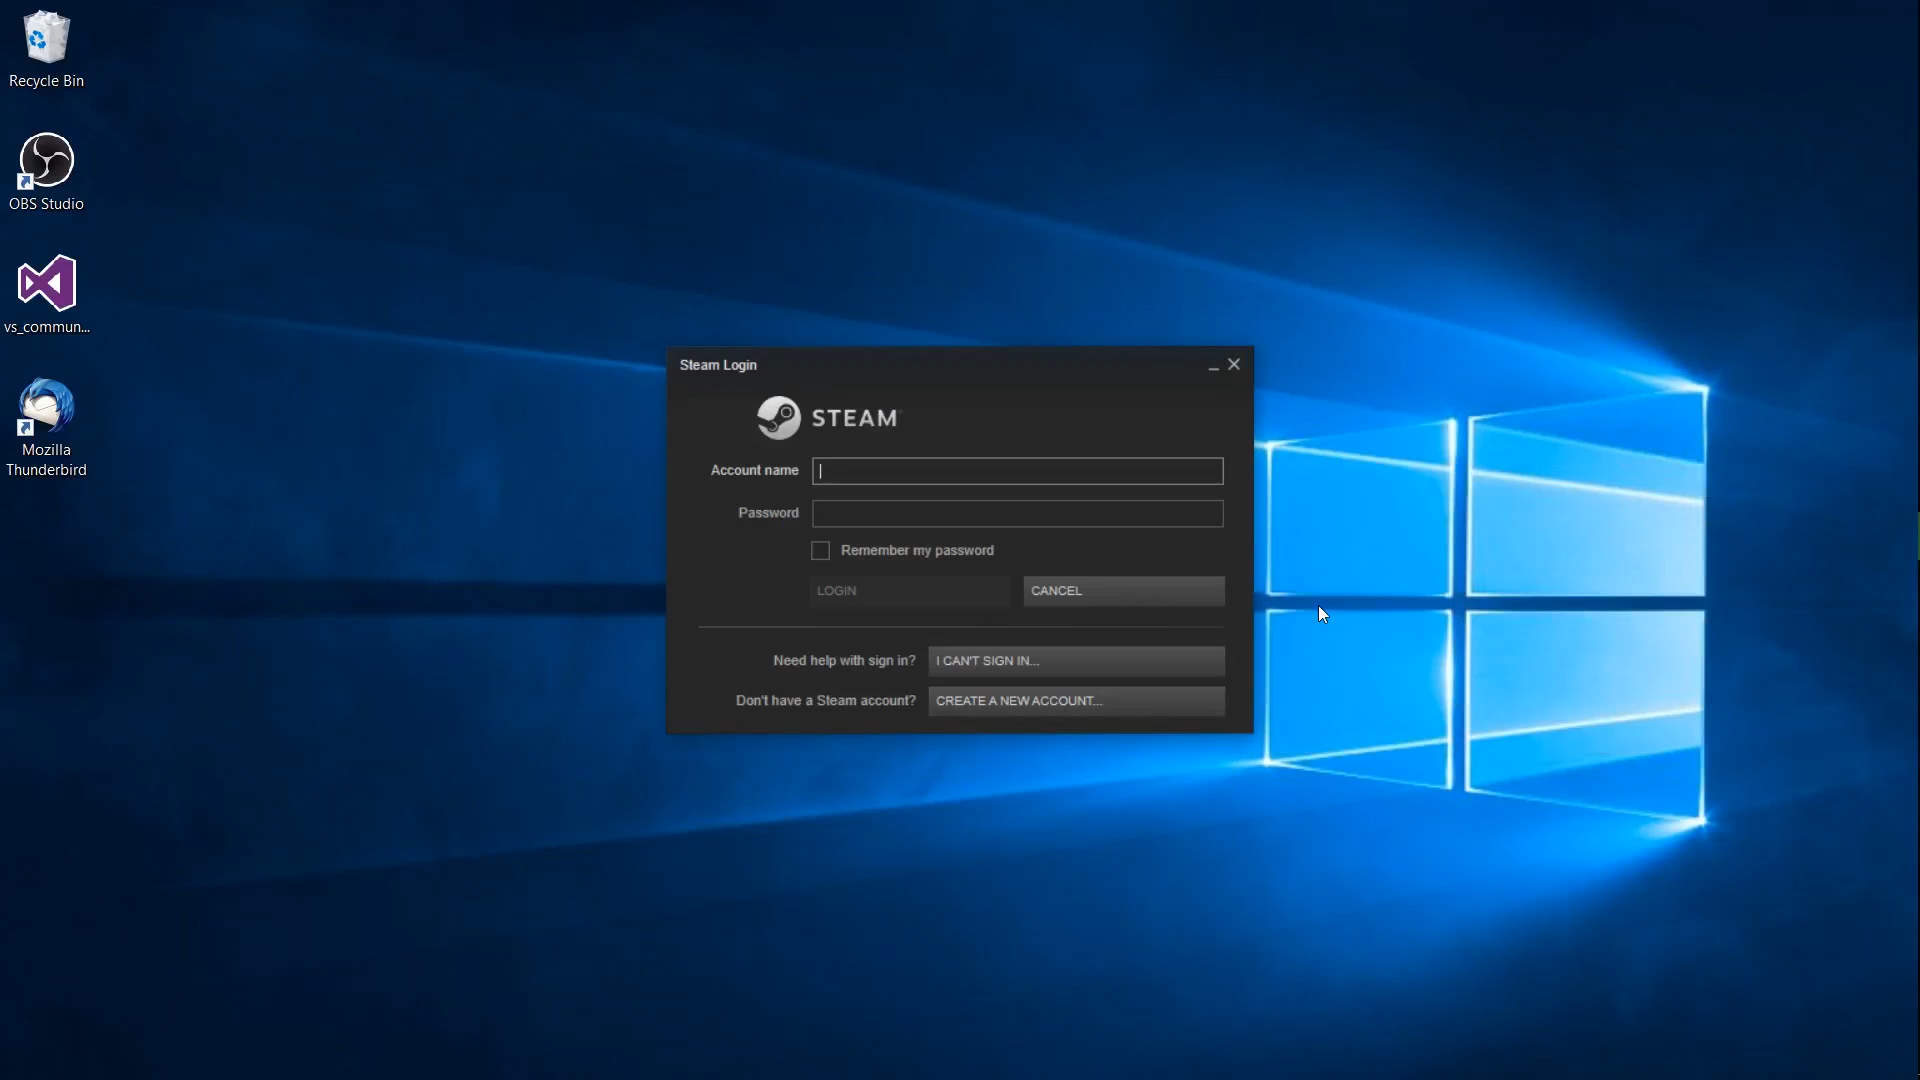 Recycle Bin
OBS Studio
vs_commun...
Mozilla
Thunderbird
Steam Login
STEAM
Account name
Password
Remember my password
LOGIN
CANCEL
Need help with sign in?
I CAN'T SIGN IN...
Don't have a Steam account?
CREATE A NEW ACCOUNT...